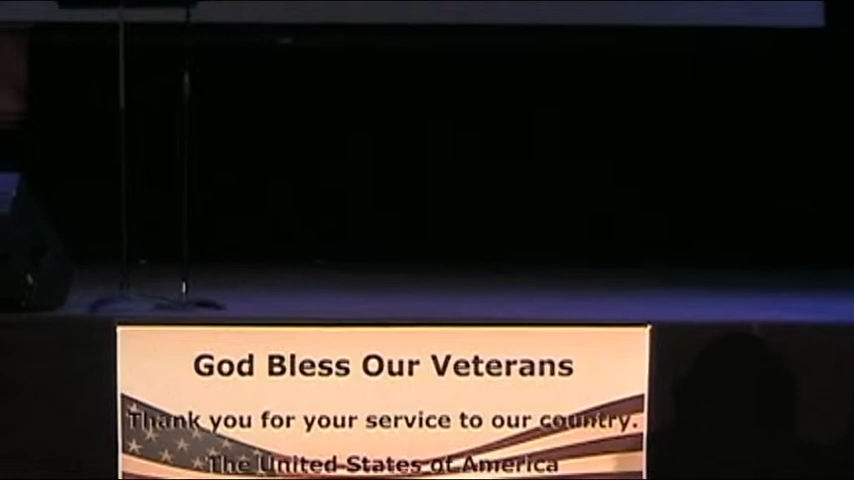 God Bless Our Veterans
Thank you for your service to our country.
The United States of America